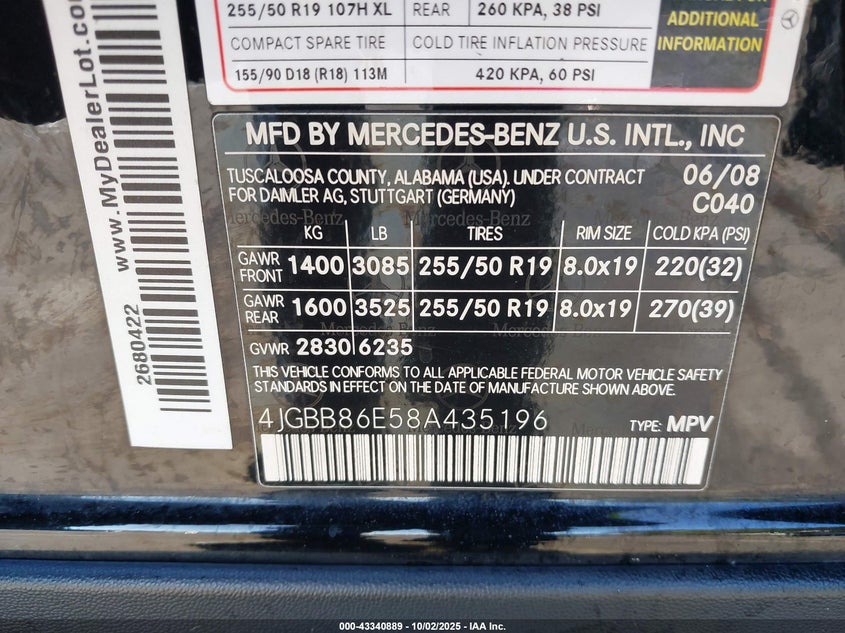 255/50 R19 107H XL REAR 260 KPA, 38 PSI
COMPACT SPARE TIRE COLD TIRE INFLATION PRESSURE
155/90 D18 (R18) 113M 420 KPA, 60 PSI
FOR
ADDITIONAL
INFORMATION
www.MyDealerLot.com
2680422
MFD BY MERCEDES-BENZ U.S. INTL., INC
TUSCALOOSA COUNTY, ALABAMA (USA). UNDER CONTRACT 06/08
FOR DAIMLER AG, STUTTGART (GERMANY) C040
Mercedes-Benz Mercedes-Benz
KG LB TIRES RIM SIZE COLD KPA (PSI)
GAWR FRONT 1400 3085 255/50 R19 8.0x19 220(32)
GAWR REAR 1600 3525 255/50 R19 8.0x19 270(39)
GVWR 2830 6235
THIS VEHICLE CONFORMS TO ALL APPLICABLE FEDERAL MOTOR VEHICLE SAFETY
STANDARDS IN EFFECT ON THE DATE OF MANUFACTURE SHOWN ABOVE.
4JGBB86E58A435196 TYPE: MPV
000-43340889 - 10/02/2025 - IAA Inc.